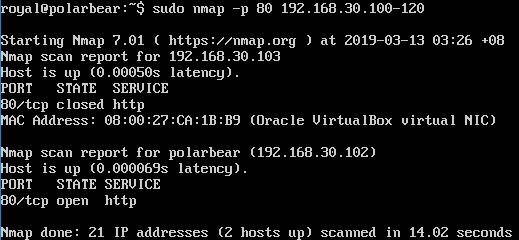 royal@polarbear:~$ sudo nmap -p 80 192.168.30.100-120
Starting Nmap 7.01 ( https://nmap.org ) at 2019-03-13 03:26 +08
Nmap scan report for 192.168.30.103
Host is up (0.00050s latency).
PORT   STATE  SERVICE
80/tcp closed http
MAC Address: 08:00:27:CA:1B:B9 (Oracle VirtualBox virtual NIC)
Nmap scan report for polarbear (192.168.30.102)
Host is up (0.000069s latency).
PORT   STATE SERVICE
80/tcp open  http
Nmap done: 21 IP addresses (2 hosts up) scanned in 14.02 seconds